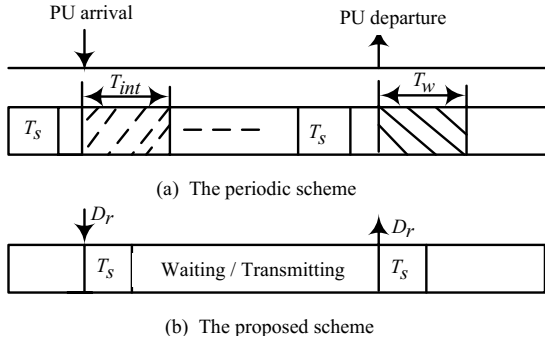 PU arrival PU departure
T_int T_w
T_s T_s
(a) The periodic scheme
D_r D_r
T_s Waiting / Transmitting T_s
(b) The proposed scheme